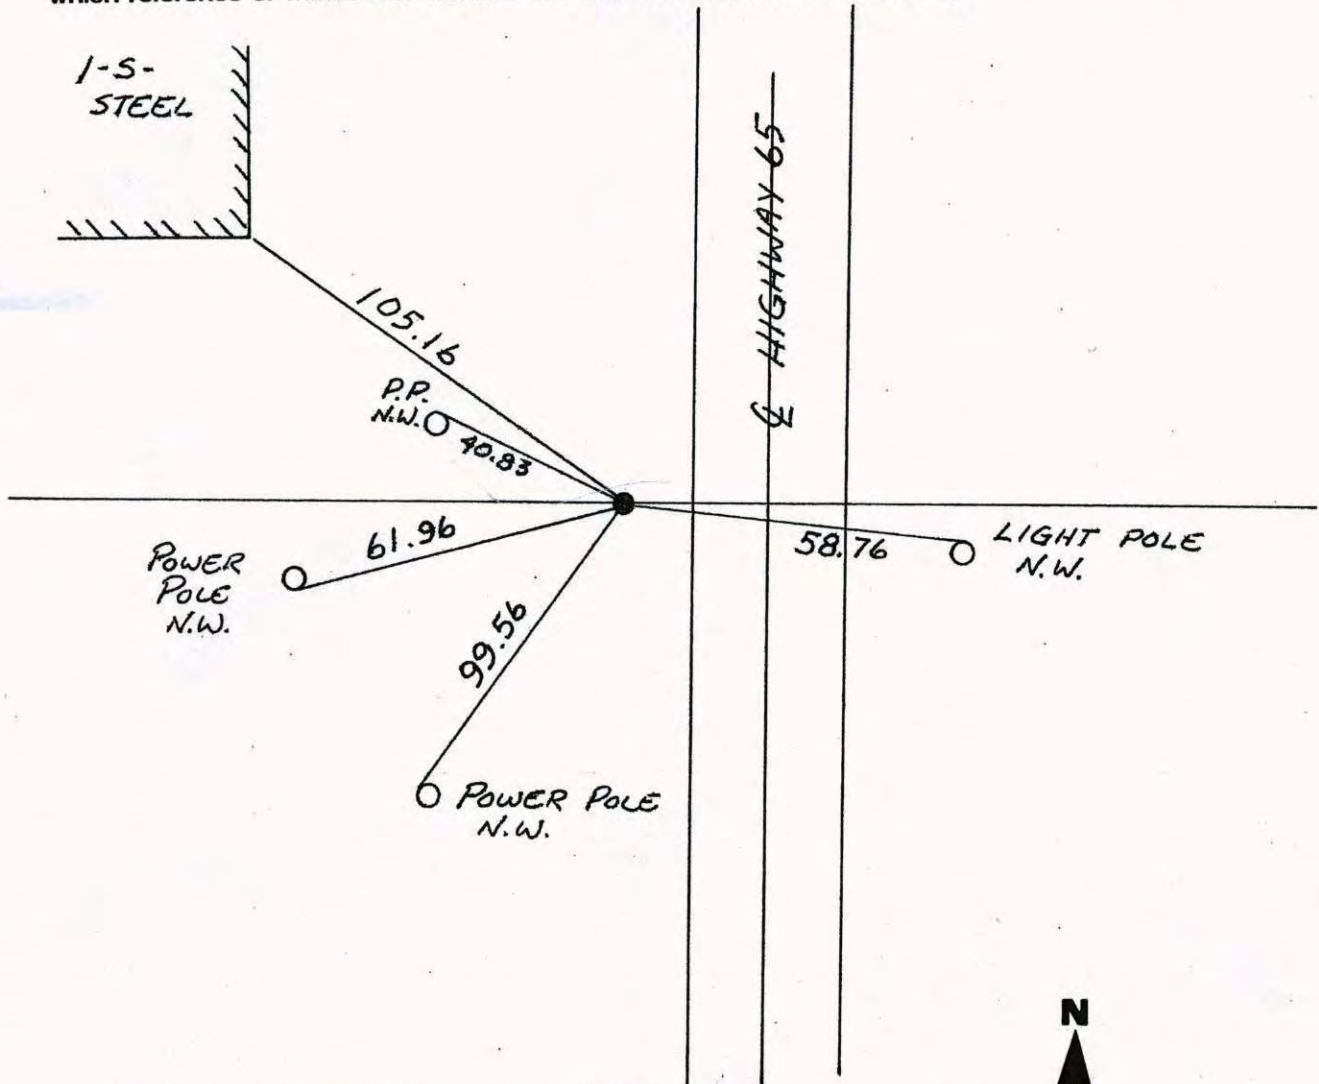 1-S-
STEEL
℄ HIGHWAY 65
105.16
P.P.
N.W.
40.83
61.96
58.76
LIGHT POLE
N.W.
POWER
POLE
N.W.
99.56
POWER POLE
N.W.
N